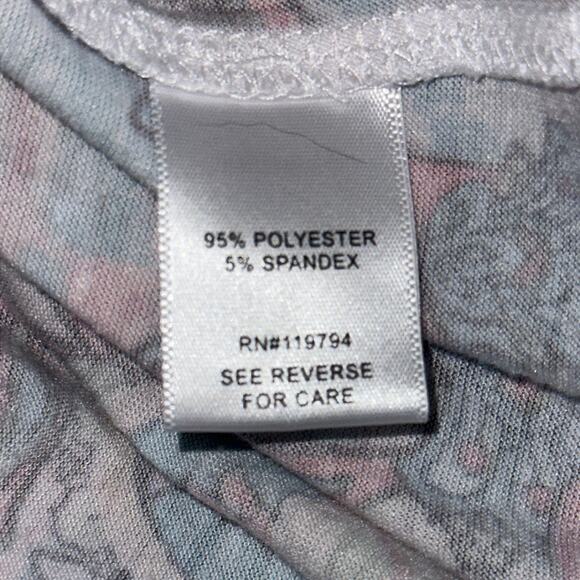 95% POLYESTER
5% SPANDEX
RN#119794
SEE REVERSE
FOR CARE